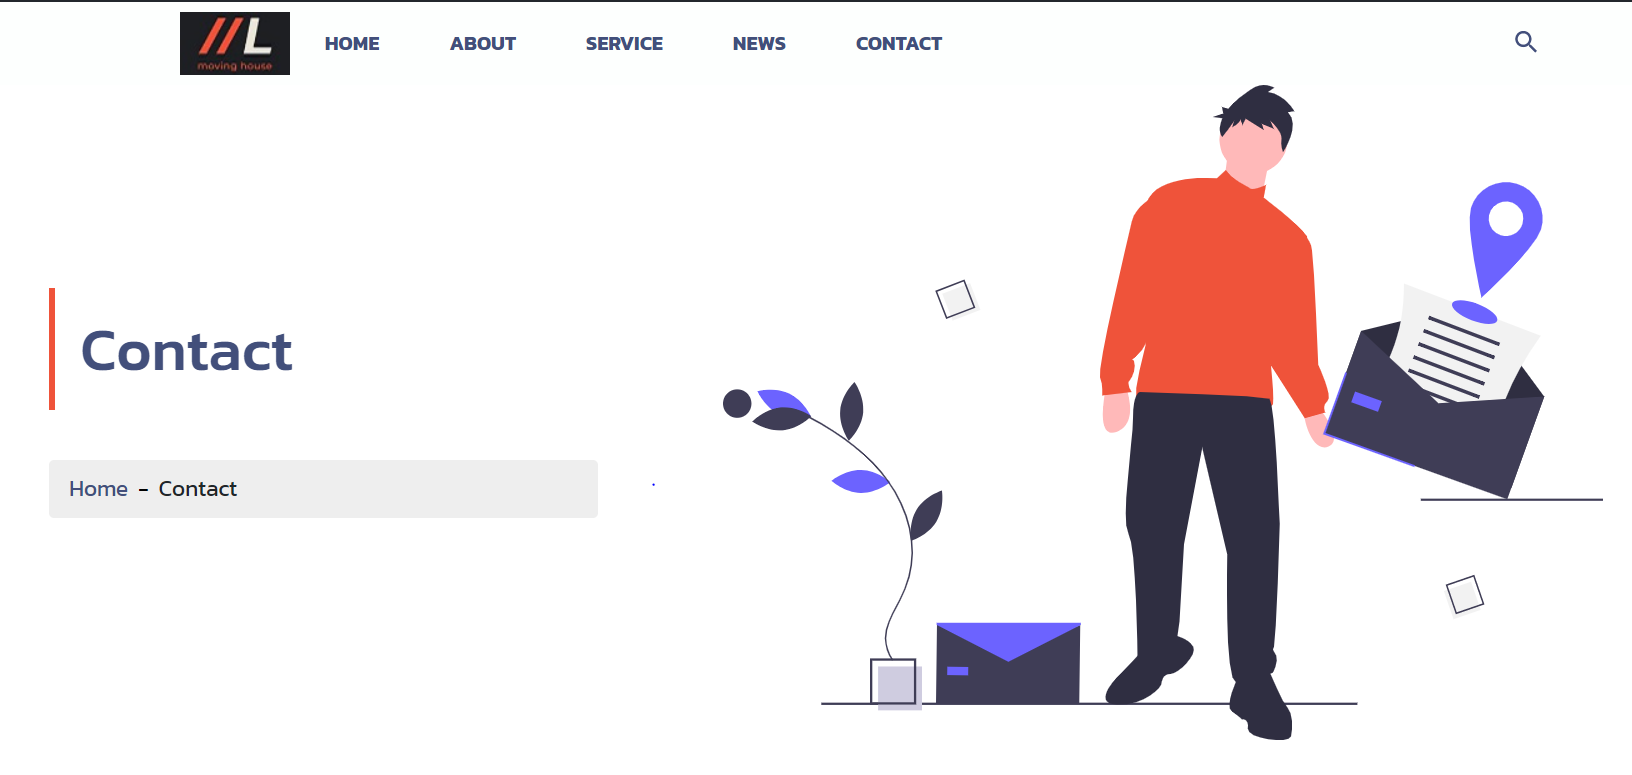 L
moving house
HOME ABOUT SERVICE NEWS CONTACT
Contact
Home - Contact